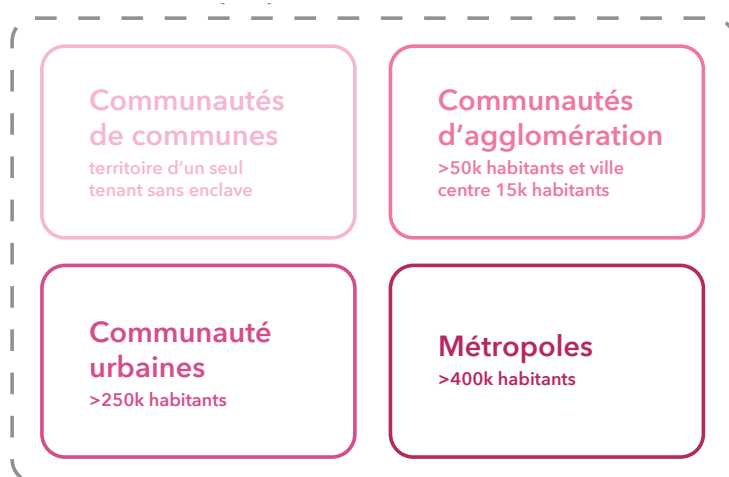 Communautés
de communes
territoire d'un seul
tenant sans enclave
Communautés
d'agglomération
>50k habitants et ville
centre 15k habitants
Communauté
urbaines
>250k habitants
Métropoles
>400k habitants